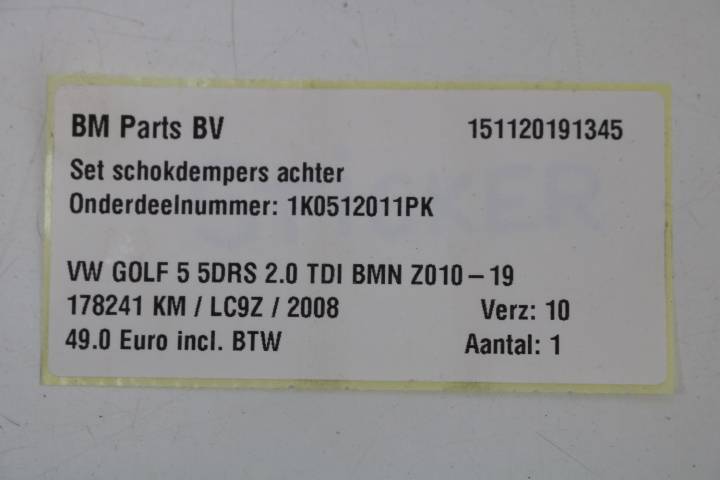 BM Parts BV 151120191345
Set schokdempers achter
Onderdeelnummer: 1K0512011PK
VW GOLF 5 5DRS 2.0 TDI BMN Z010-19
178241 KM / LC9Z / 2008 Verz: 10
49.0 Euro incl. BTW Aantal: 1